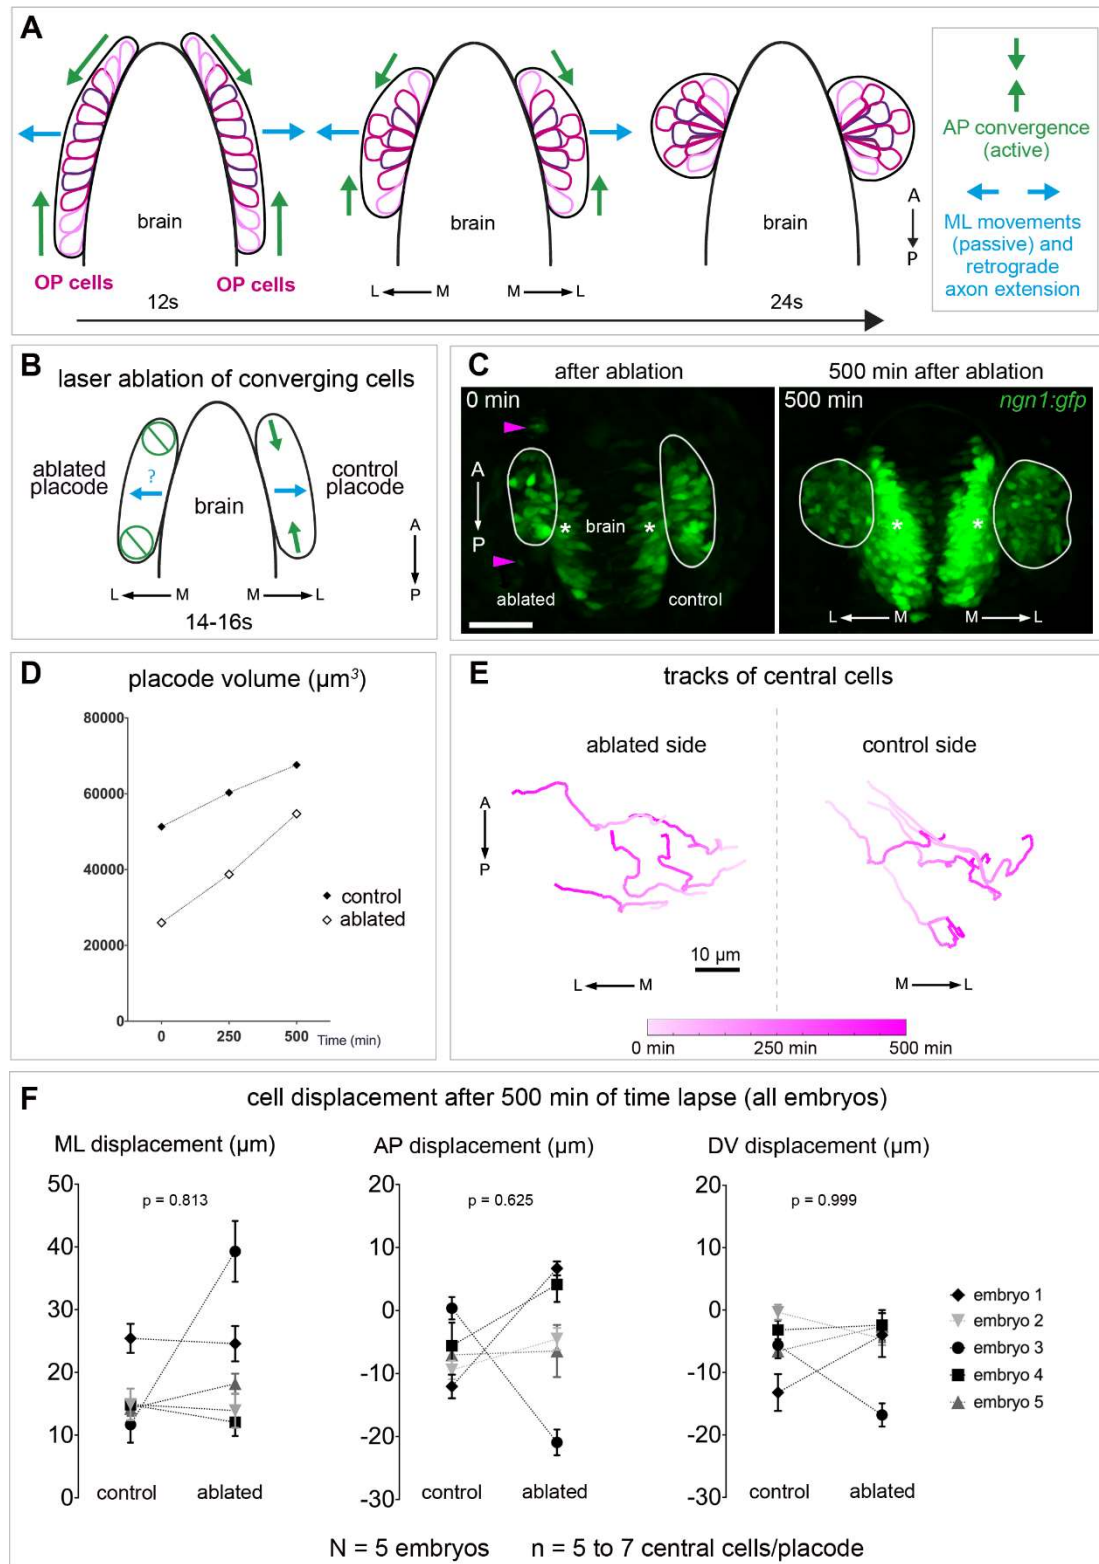 A
brain
brain
brain
OP cells
OP cells
12s
L M
M L
24s
A
P
AP convergence
(active)
ML movements
(passive) and
retrograde
axon extension
B
laser ablation of converging cells
ablated
placode
?
brain
control
placode
A
P
L M
M L
14-16s
C
after ablation
500 min after ablation
0 min
A
P
* brain *
ablated
control
500 min
ngn1:gfp
* *
L M
M L
D
placode volume (µm³)
80000
60000
40000
20000
0
0 250 500 Time (min)
control
ablated
E
tracks of central cells
ablated side
control side
A
P
10 µm
L M
M L
0 min 250 min 500 min
F
cell displacement after 500 min of time lapse (all embryos)
ML displacement (µm)
p = 0.813
50
40
30
20
10
0
control ablated
AP displacement (µm)
p = 0.625
20
10
0
-10
-20
-30
control ablated
DV displacement (µm)
p = 0.999
20
10
0
-10
-20
-30
control ablated
embryo 1
embryo 2
embryo 3
embryo 4
embryo 5
N = 5 embryos n = 5 to 7 central cells/placode